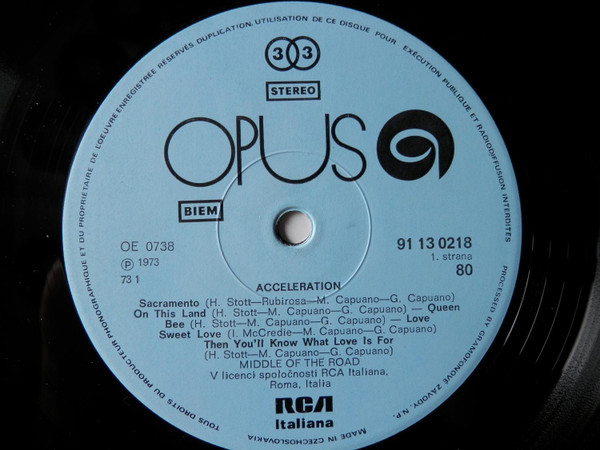 TOUS DROITS DU PRODUCTEUR PHONOGRAPHIQUE ET DU PROPRIÉTAIRE DE L'OEUVRE ENREGISTRÉE RÉSERVÉS. DUPLICATION, UTILISATION DE CE DISQUE POUR EXÉCUTION PUBLIQUE ET RADIODIFFUSION INTERDITÉS
33
STEREO
OPUS
BIEM
OE 0738
Ⓟ 1973
73 1
91 13 0218
1. strana
80
ACCELERATION
Sacramento (H. Stott—Rubirosa—M. Capuano—G. Capuano)
On This Land (H. Stott—M. Capuano—G. Capuano) — Queen
Bee (H. Stott—M. Capuano—G. Capuano) — Love
Sweet Love (I. McCredie—M. Capuano—G. Capuano)
Then You'll Know What Love Is For
(H. Stott—M. Capuano—G. Capuano)
MIDDLE OF THE ROAD
V licenci spoločnosti RCA Italiana,
Roma, Italia
RCA
Italiana
MADE IN CZECHOSLOVAKIA
PROCESSED BY GRAMOFONOVÉ ZÁVODY, N.P.